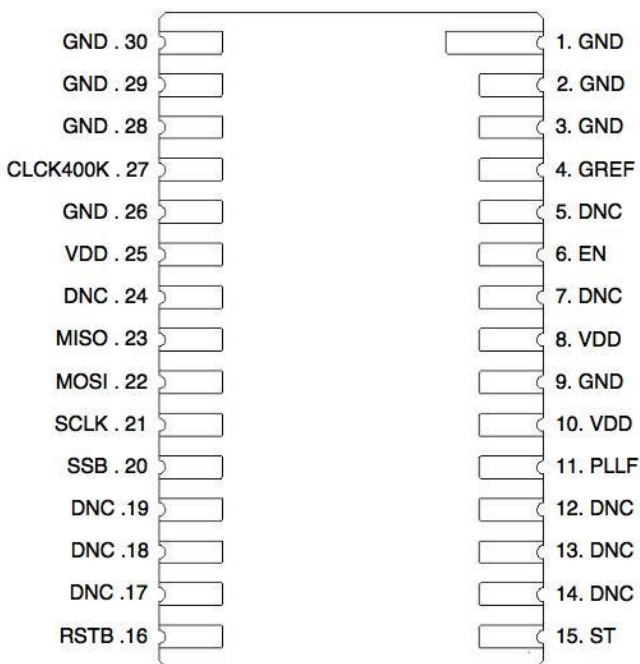 GND . 30
GND . 29
GND . 28
CLCK400K . 27
GND . 26
VDD . 25
DNC . 24
MISO . 23
MOSI . 22
SCLK . 21
SSB . 20
DNC .19
DNC .18
DNC .17
RSTB .16
1. GND
2. GND
3. GND
4. GREF
5. DNC
6. EN
7. DNC
8. VDD
9. GND
10. VDD
11. PLLF
12. DNC
13. DNC
14. DNC
15. ST